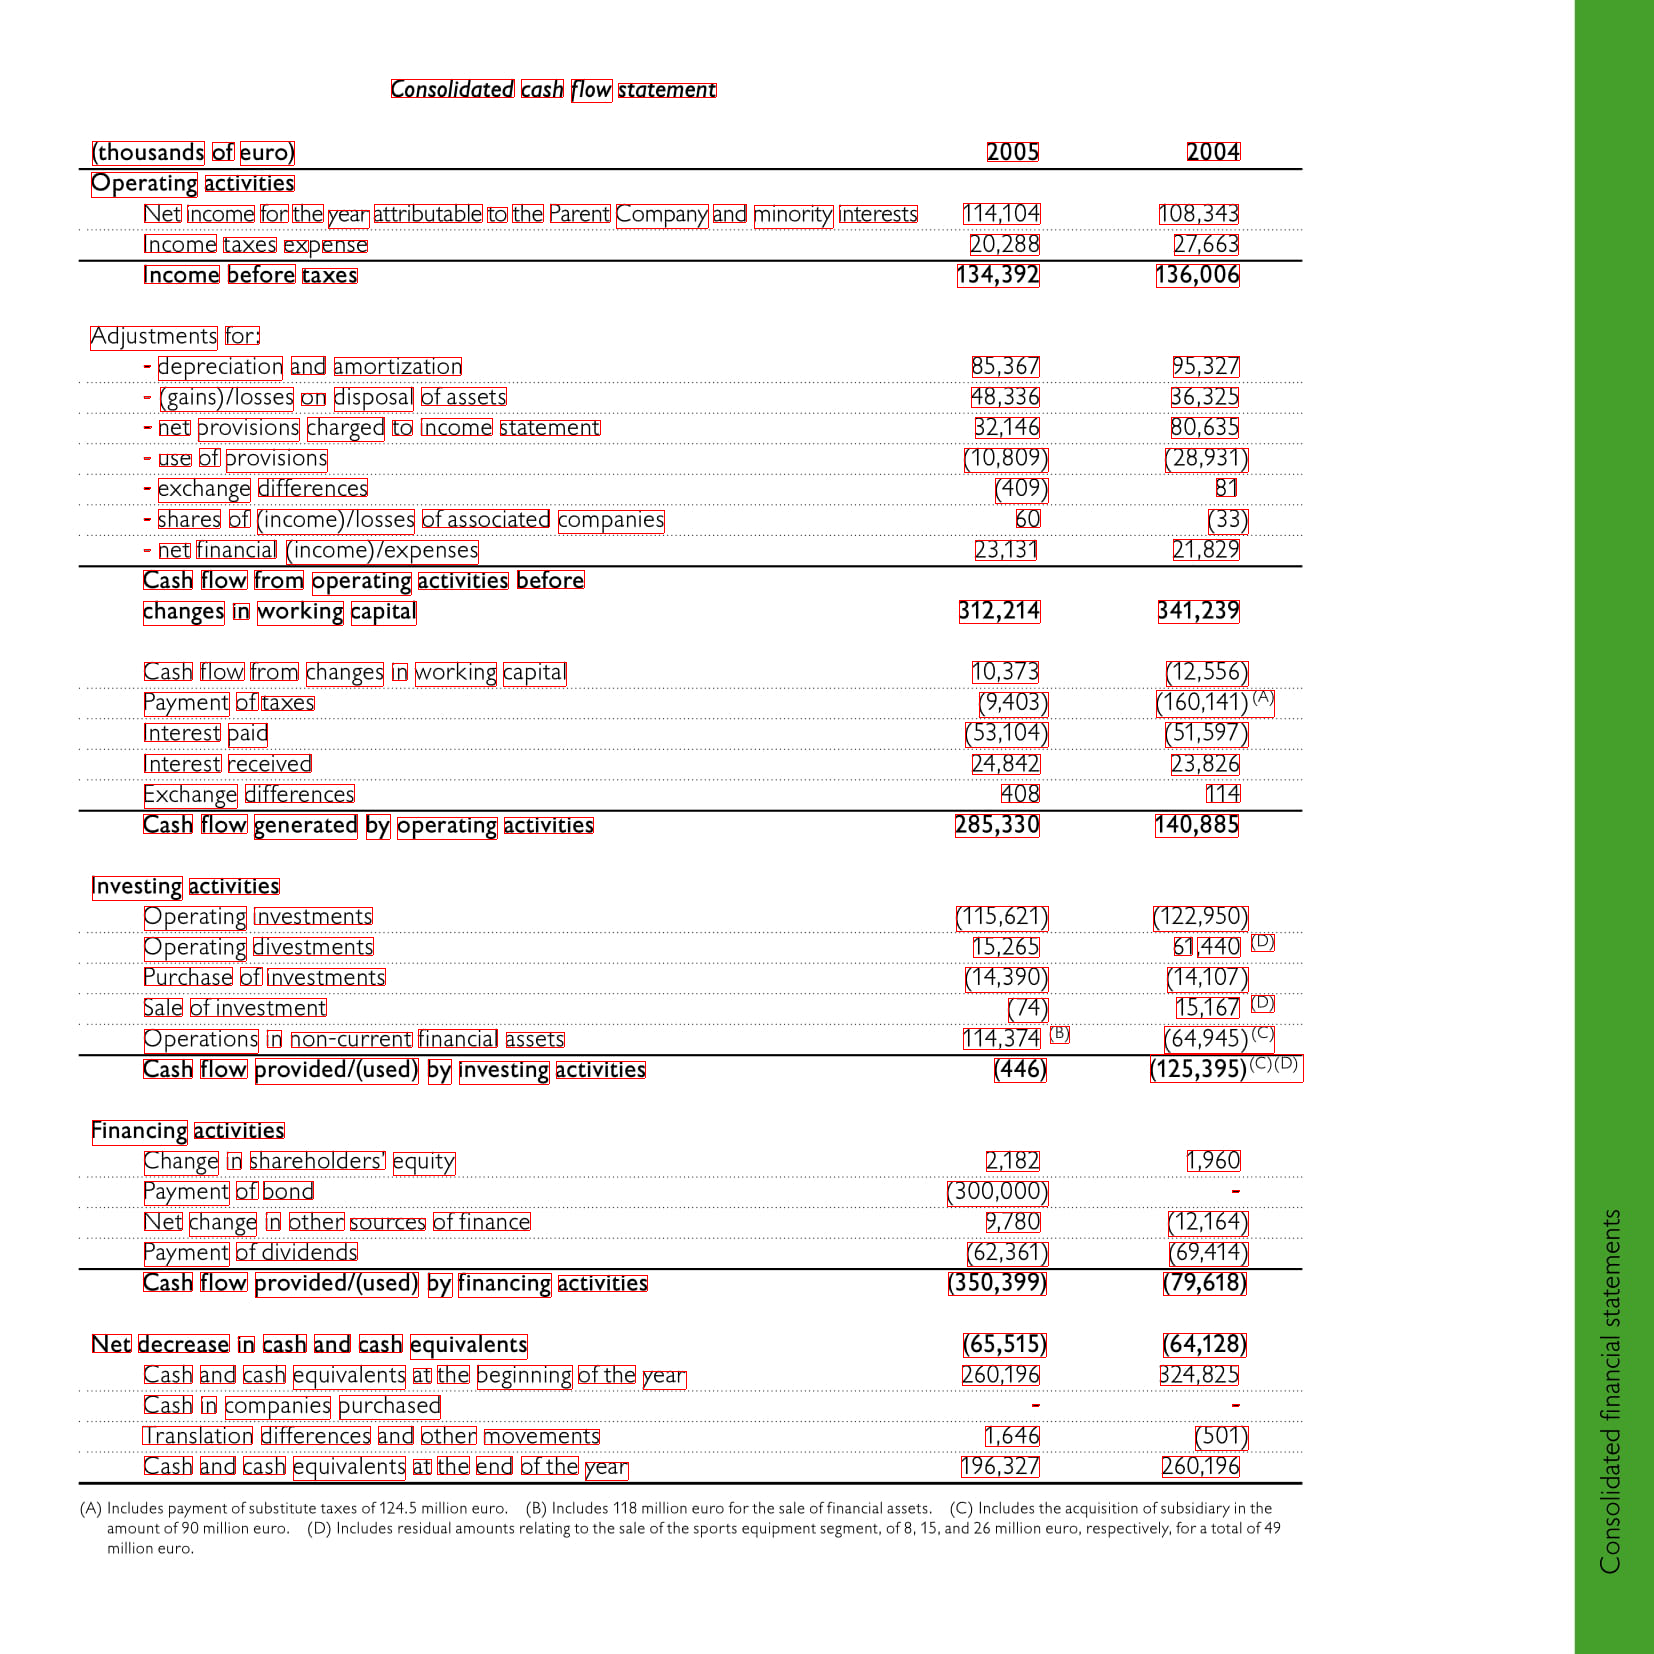 Consolidated cash flow statement
(thousands of euro) 2005 2004
Operating activities
Net income for the year attributable to the Parent Company and minority interests 114,104 108,343
Income taxes expense 20,288 27,663
Income before taxes 134,392 136,006
Adjustments for:
- depreciation and amortization 85,367 95,327
- (gains)/losses on disposal of assets 48,336 36,325
- net provisions charged to income statement 32,146 80,635
- use of provisions (10,809) (28,931)
- exchange differences (409) 81
- shares of (income)/losses of associated companies 60 (33)
- net financial (income)/expenses 23,131 21,829
Cash flow from operating activities before
changes in working capital 312,214 341,239
Cash flow from changes in working capital 10,373 (12,556)
Payment of taxes (9,403) (160,141) (A)
Interest paid (53,104) (51,597)
Interest received 24,842 23,826
Exchange differences 408 114
Cash flow generated by operating activities 285,330 140,885
Investing activities
Operating investments (115,621) (122,950)
Operating divestments 15,265 61,440 (D)
Purchase of investments (14,390) (14,107)
Sale of investment (74) 15,167 (D)
Operations in non-current financial assets 114,374 (B) (64,945) (C)
Cash flow provided/(used) by investing activities (446) (125,395) (C)(D)
Financing activities
Change in shareholders' equity 2,182 1,960
Payment of bond (300,000) -
Net change in other sources of finance 9,780 (12,164)
Payment of dividends (62,361) (69,414)
Cash flow provided/(used) by financing activities (350,399) (79,618)
Net decrease in cash and cash equivalents (65,515) (64,128)
Cash and cash equivalents at the beginning of the year 260,196 324,825
Cash in companies purchased - -
Translation differences and other movements 1,646 (501)
Cash and cash equivalents at the end of the year 196,327 260,196
(A) Includes payment of substitute taxes of 124.5 million euro. (B) Includes 118 million euro for the sale of financial assets. (C) Includes the acquisition of subsidiary in the
amount of 90 million euro. (D) Includes residual amounts relating to the sale of the sports equipment segment, of 8, 15, and 26 million euro, respectively, for a total of 49
million euro.
Consolidated financial statements